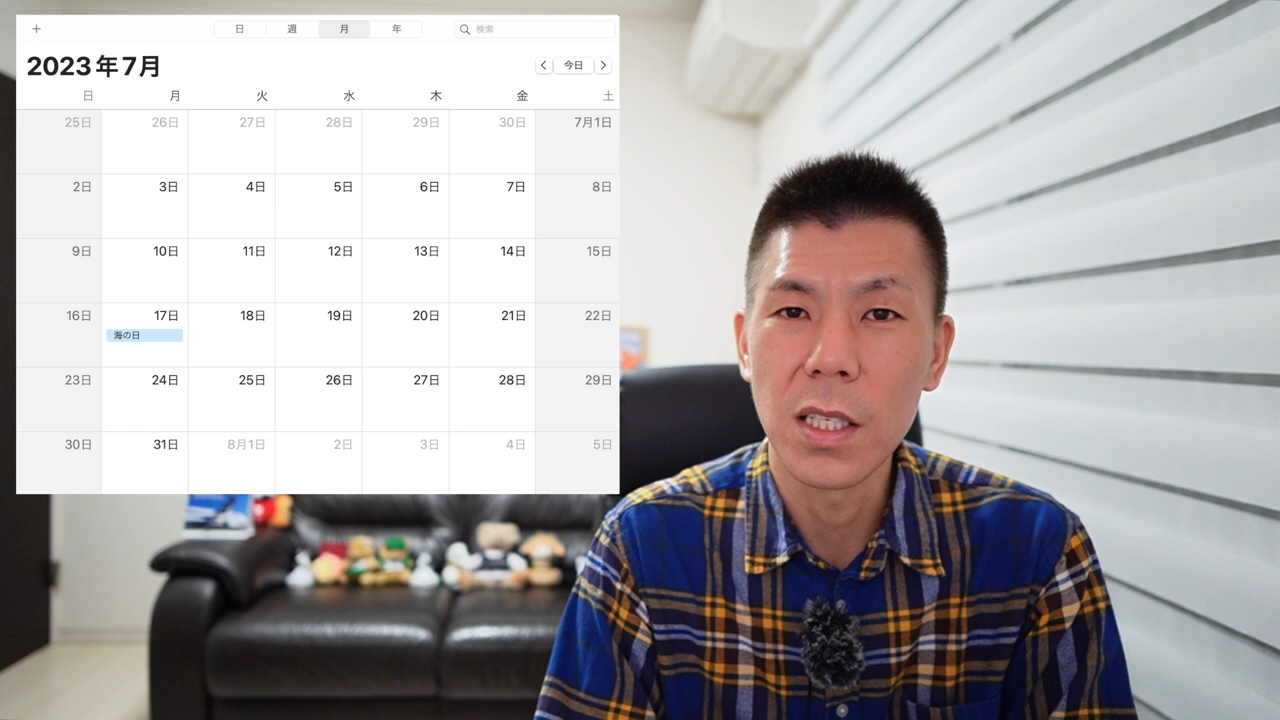 + 日 週 月 年 検索
2023年7月 < 今日 >
日 月 火 水 木 金 土
25日 26日 27日 28日 29日 30日 7月1日
2日 3日 4日 5日 6日 7日 8日
9日 10日 11日 12日 13日 14日 15日
16日 17日 18日 19日 20日 21日 22日
海の日
23日 24日 25日 26日 27日 28日 29日
30日 31日 8月1日 2日 3日 4日 5日